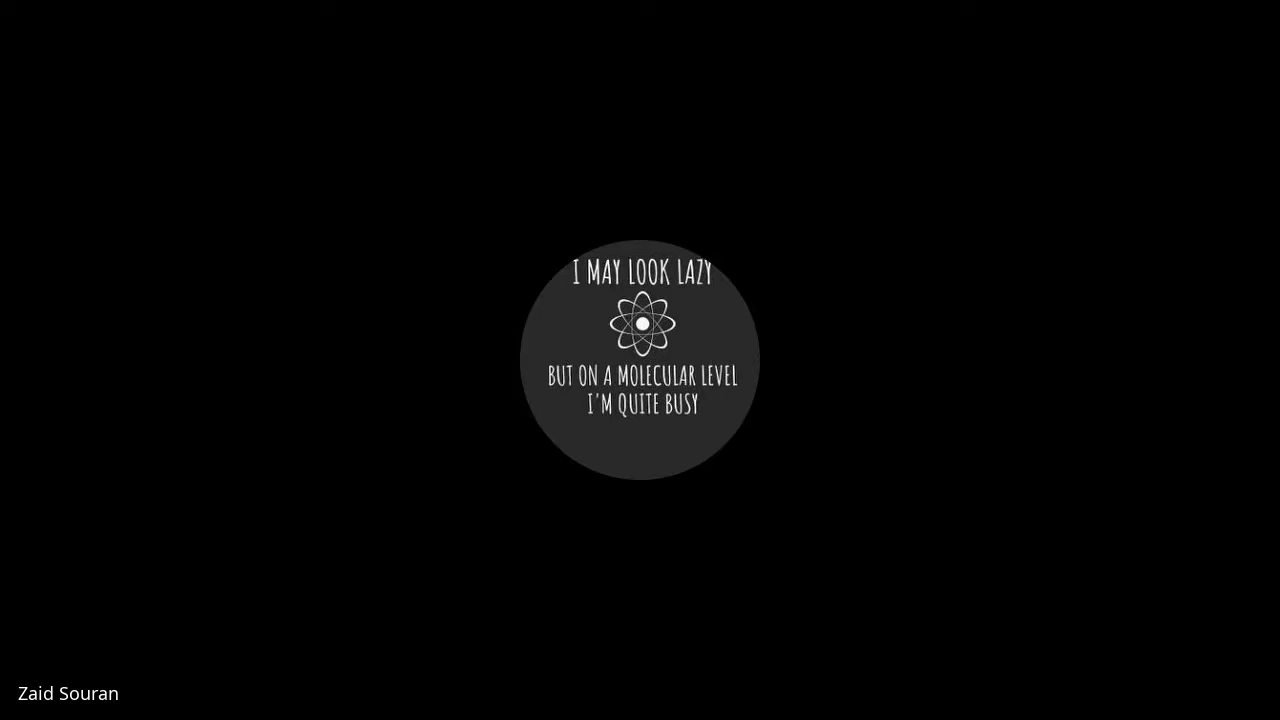 I MAY LOOK LAZY
BUT ON A MOLECULAR LEVEL
I'M QUITE BUSY
Zaid Souran